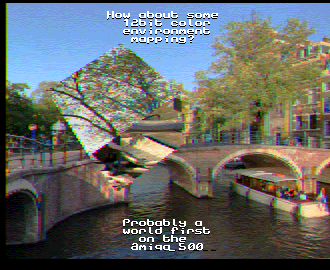 How about some
12bit color
environment
mapping?
Probably a
world first
on the
Amiga 500